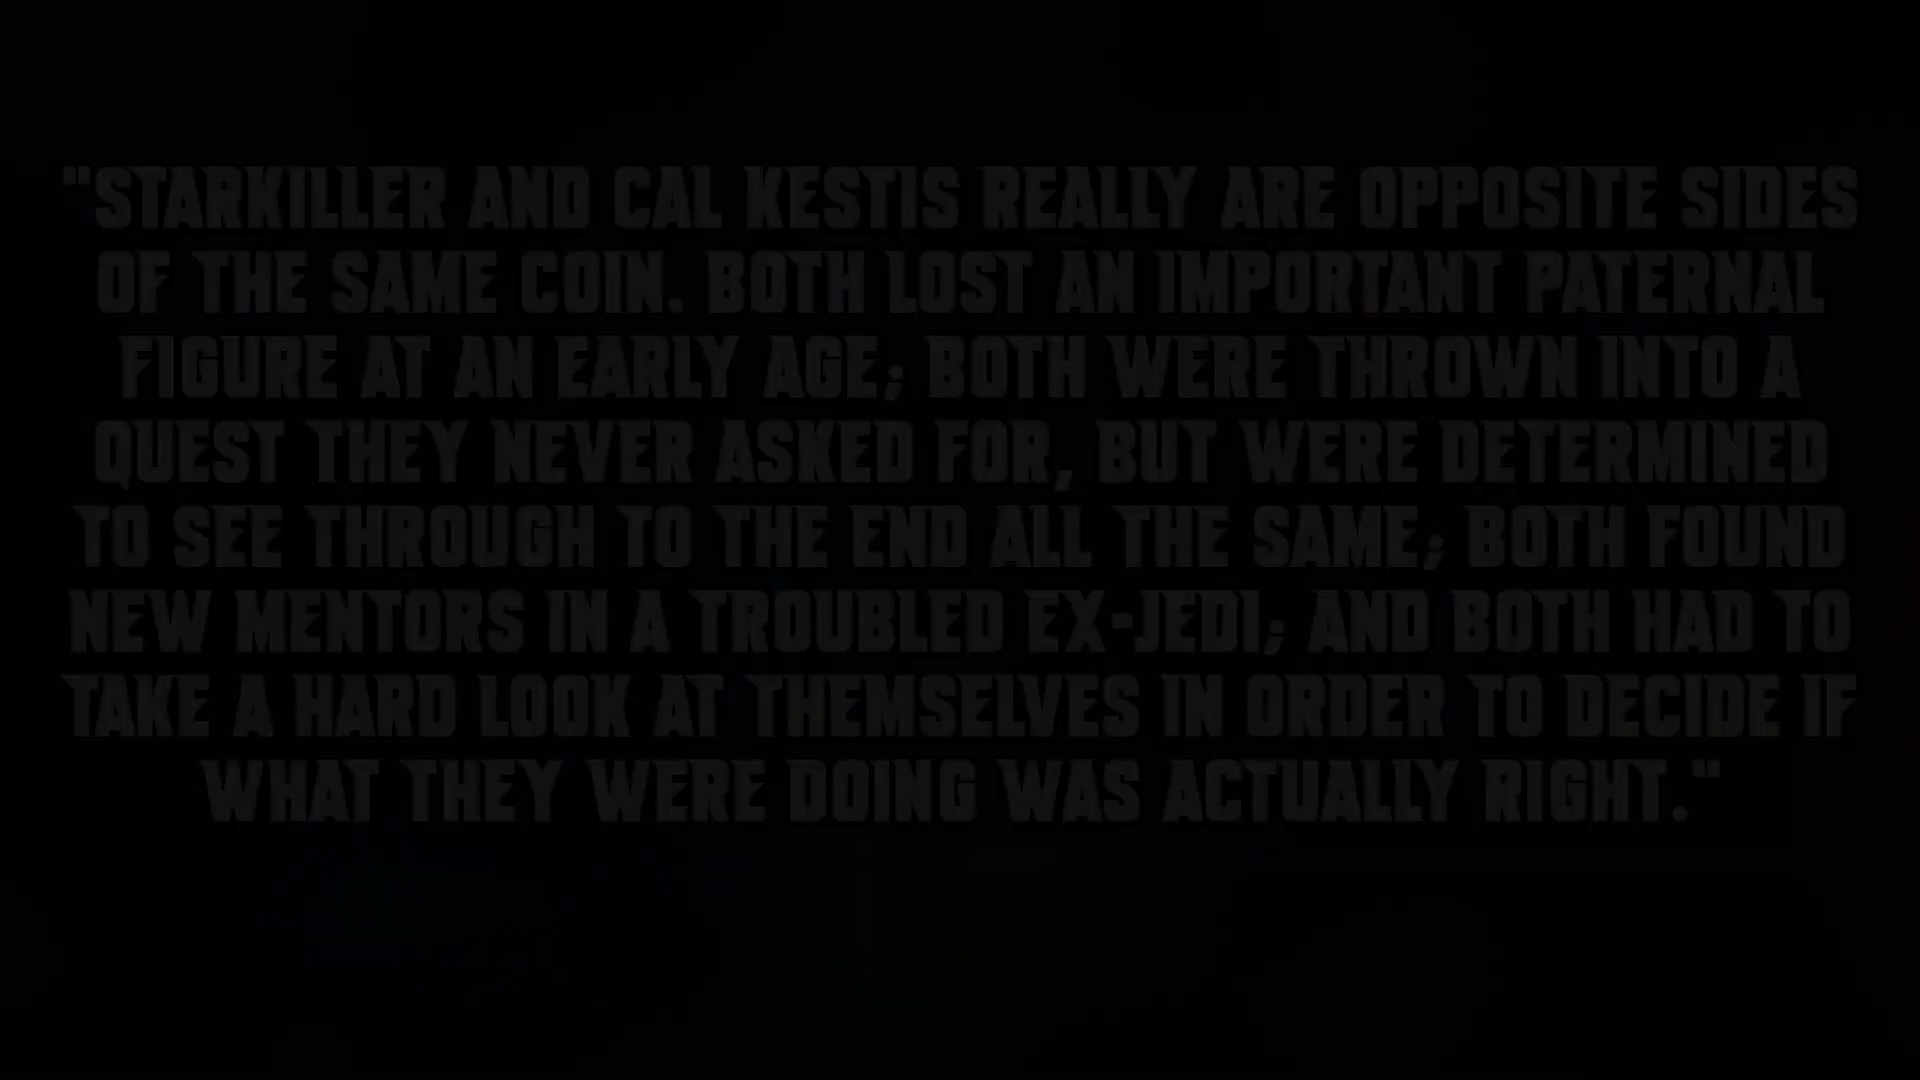 "STARKILLER AND CAL KESTIS REALLY ARE OPPOSITE SIDES
OF THE SAME COIN. BOTH LOST AN IMPORTANT PATERNAL
FIGURE AT AN EARLY AGE; BOTH WERE THROWN INTO A
QUEST THEY NEVER ASKED FOR, BUT WERE DETERMINED
TO SEE THROUGH TO THE END ALL THE SAME; BOTH FOUND
NEW MENTORS IN A TROUBLED EX-JEDI; AND BOTH HAD TO
TAKE A HARD LOOK AT THEMSELVES IN ORDER TO DECIDE IF
WHAT THEY WERE DOING WAS ACTUALLY RIGHT."